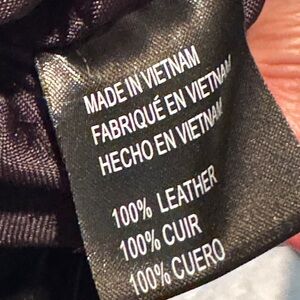 MADE IN VIETNAM
FABRIQUÉ EN VIETNAM
HECHO EN VIETNAM
100% LEATHER
100% CUIR
100% CUERO